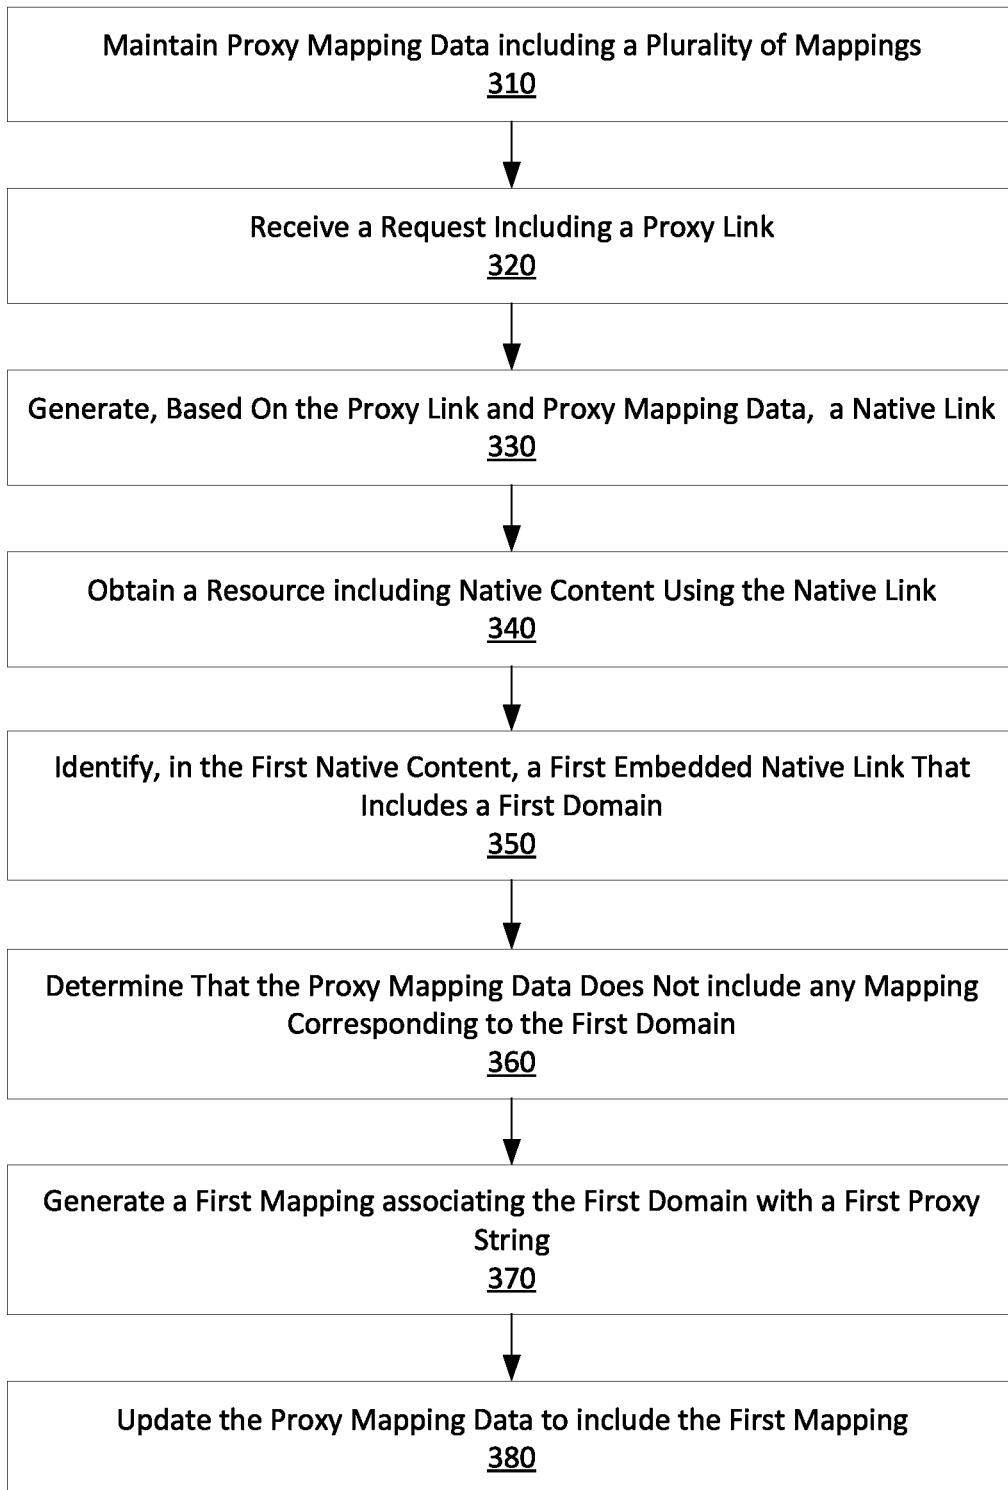 Maintain Proxy Mapping Data including a Plurality of Mappings
310
Receive a Request Including a Proxy Link
320
Generate, Based On the Proxy Link and Proxy Mapping Data,  a Native Link
330
Obtain a Resource including Native Content Using the Native Link
340
Identify, in the First Native Content, a First Embedded Native Link That
Includes a First Domain
350
Determine That the Proxy Mapping Data Does Not include any Mapping
Corresponding to the First Domain
360
Generate a First Mapping associating the First Domain with a First Proxy
String
370
Update the Proxy Mapping Data to include the First Mapping
380